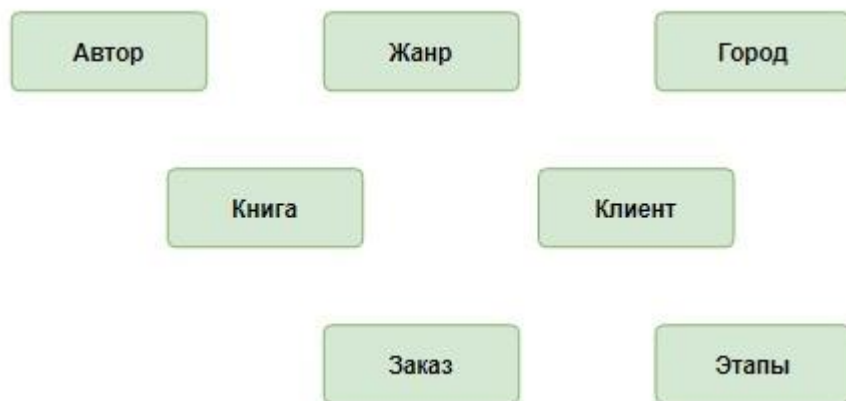 Автор
Жанр
Город
Книга
Клиент
Заказ
Этапы